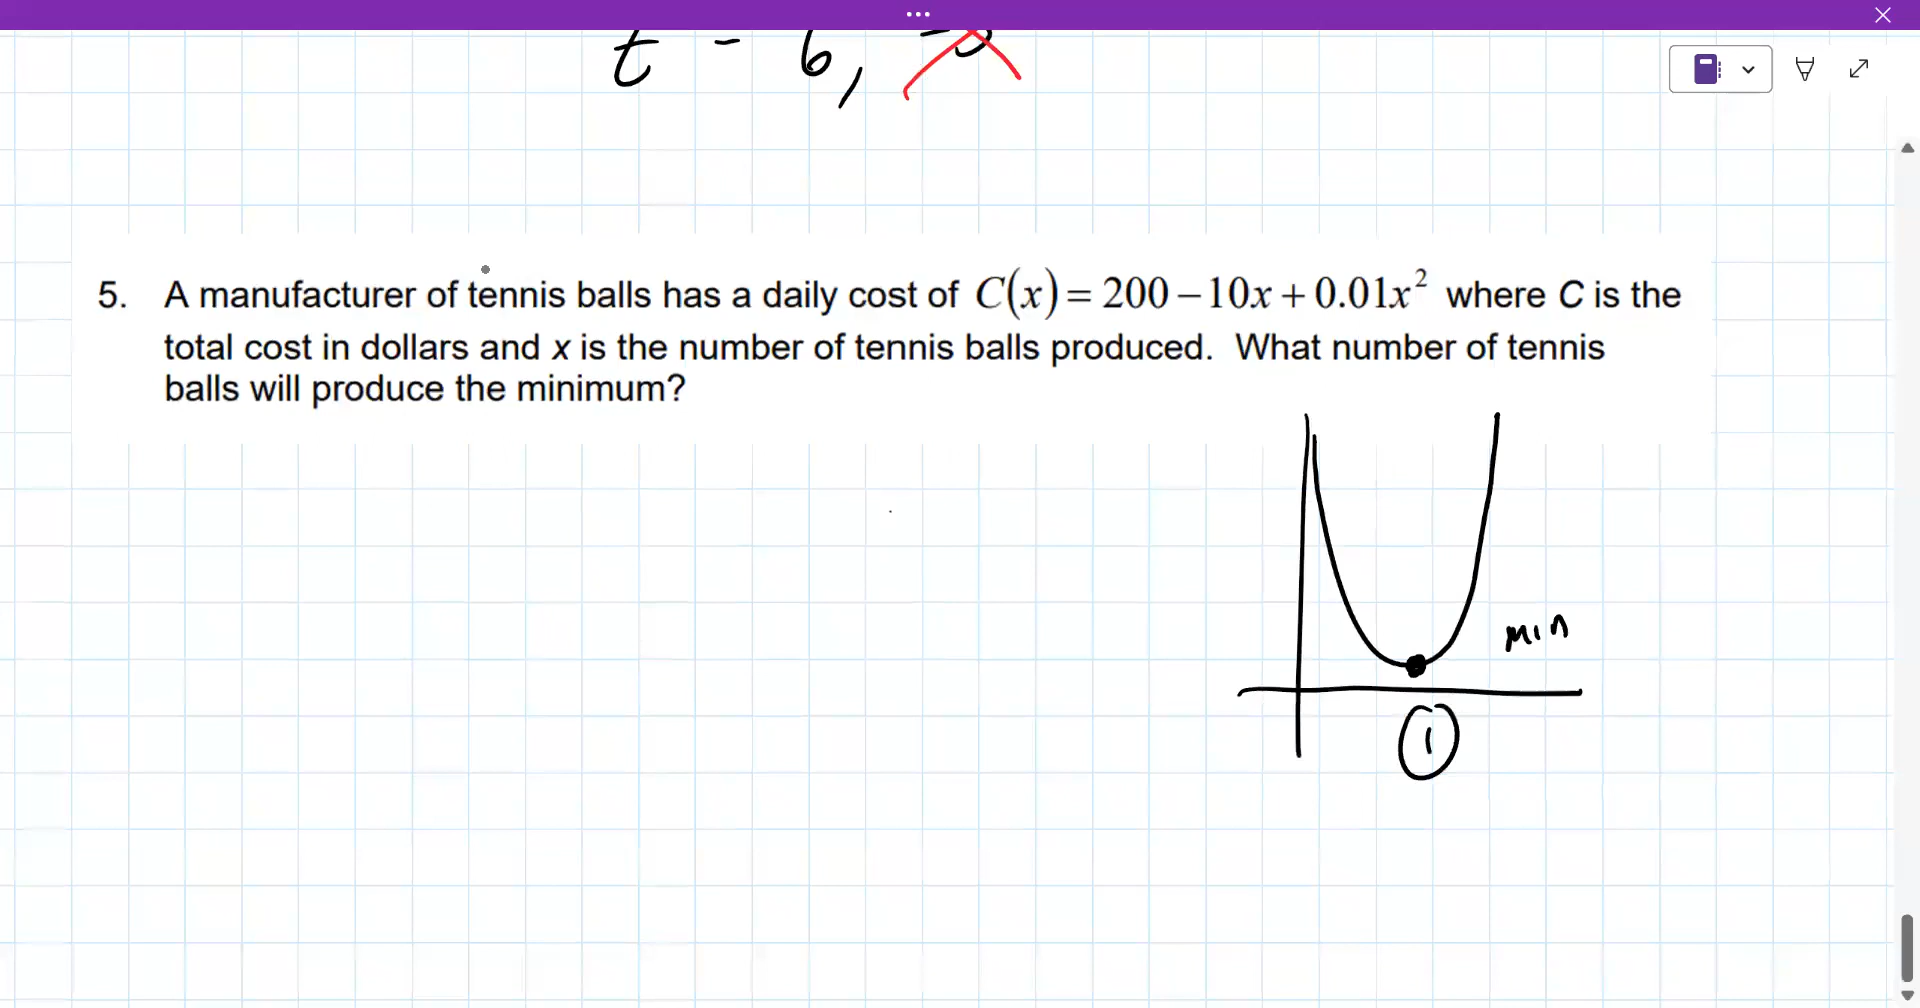 t = 6,
5. A manufacturer of tennis balls has a daily cost of C(x) = 200 – 10x + 0.01x² where C is the
total cost in dollars and x is the number of tennis balls produced. What number of tennis
balls will produce the minimum?
min
1